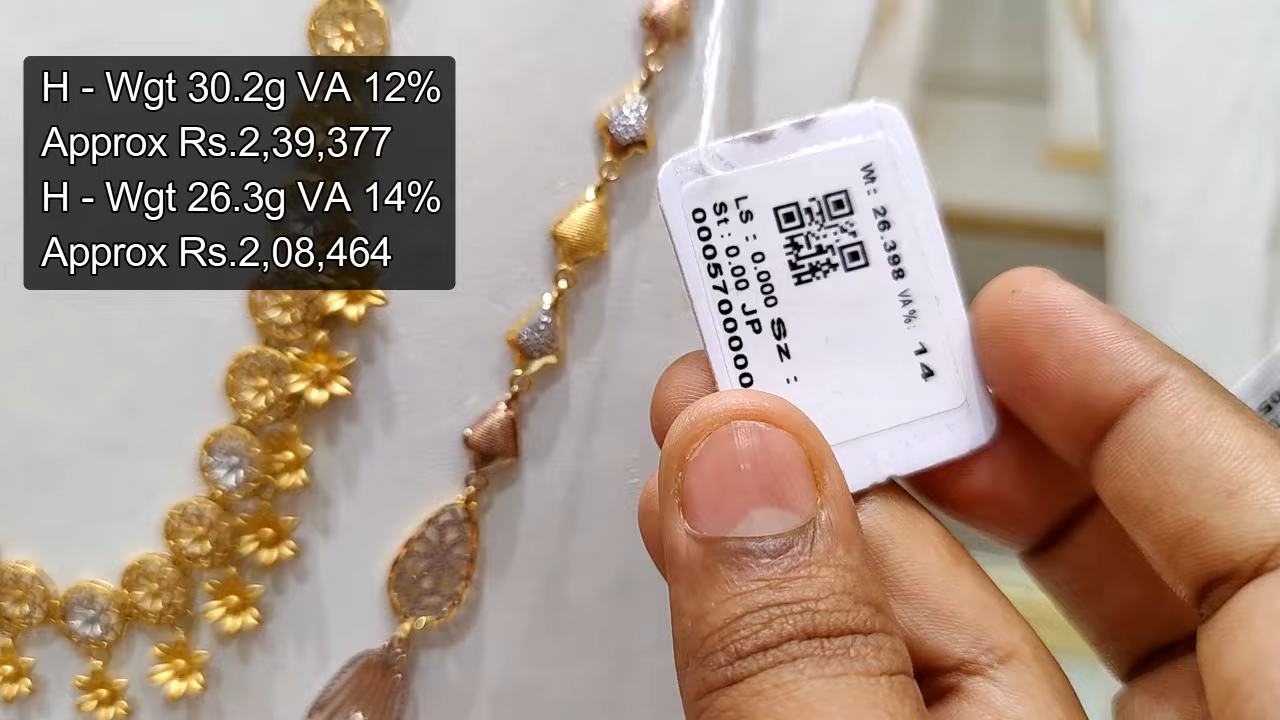 H - Wgt 30.2g VA 12%
Approx Rs.2,39,377
H - Wgt 26.3g VA 14%
Approx Rs.2,08,464
Wt : 26.398 VA%: 14
LS : 0.000 Sz :
St : 0.00 JP
0005700000